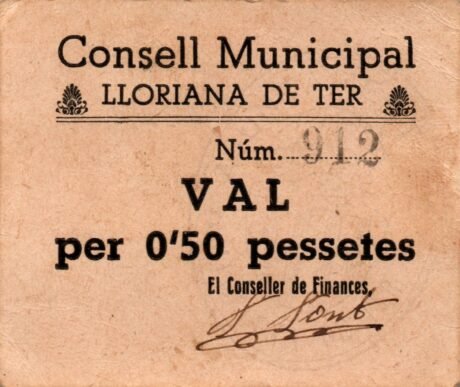 Consell Municipal
LLORIANA DE TER
Núm. 912
VAL
per 0'50 pessetes
El Conseller de Finances,